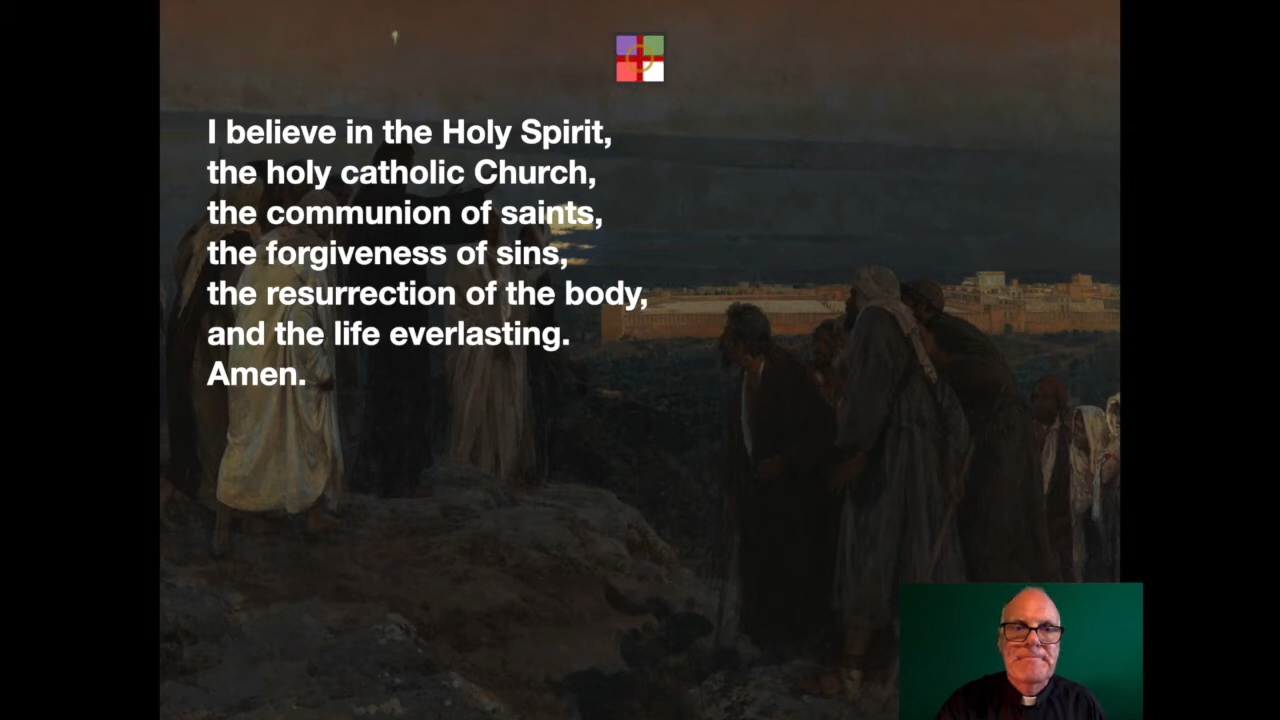 I believe in the Holy Spirit,
the holy catholic Church,
the communion of saints,
the forgiveness of sins,
the resurrection of the body,
and the life everlasting.
Amen.